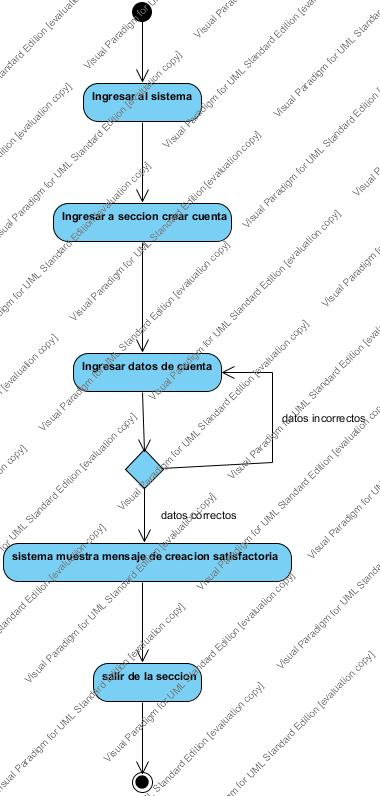 Ingresar al sistema
Ingresar a seccion crear cuenta
Ingresar datos de cuenta
datos incorrectos
datos correctos
sistema muestra mensaje de creacion satisfactoria
salir de la seccion
Visual Paradigm for UML Standard Edition [evaluation copy]